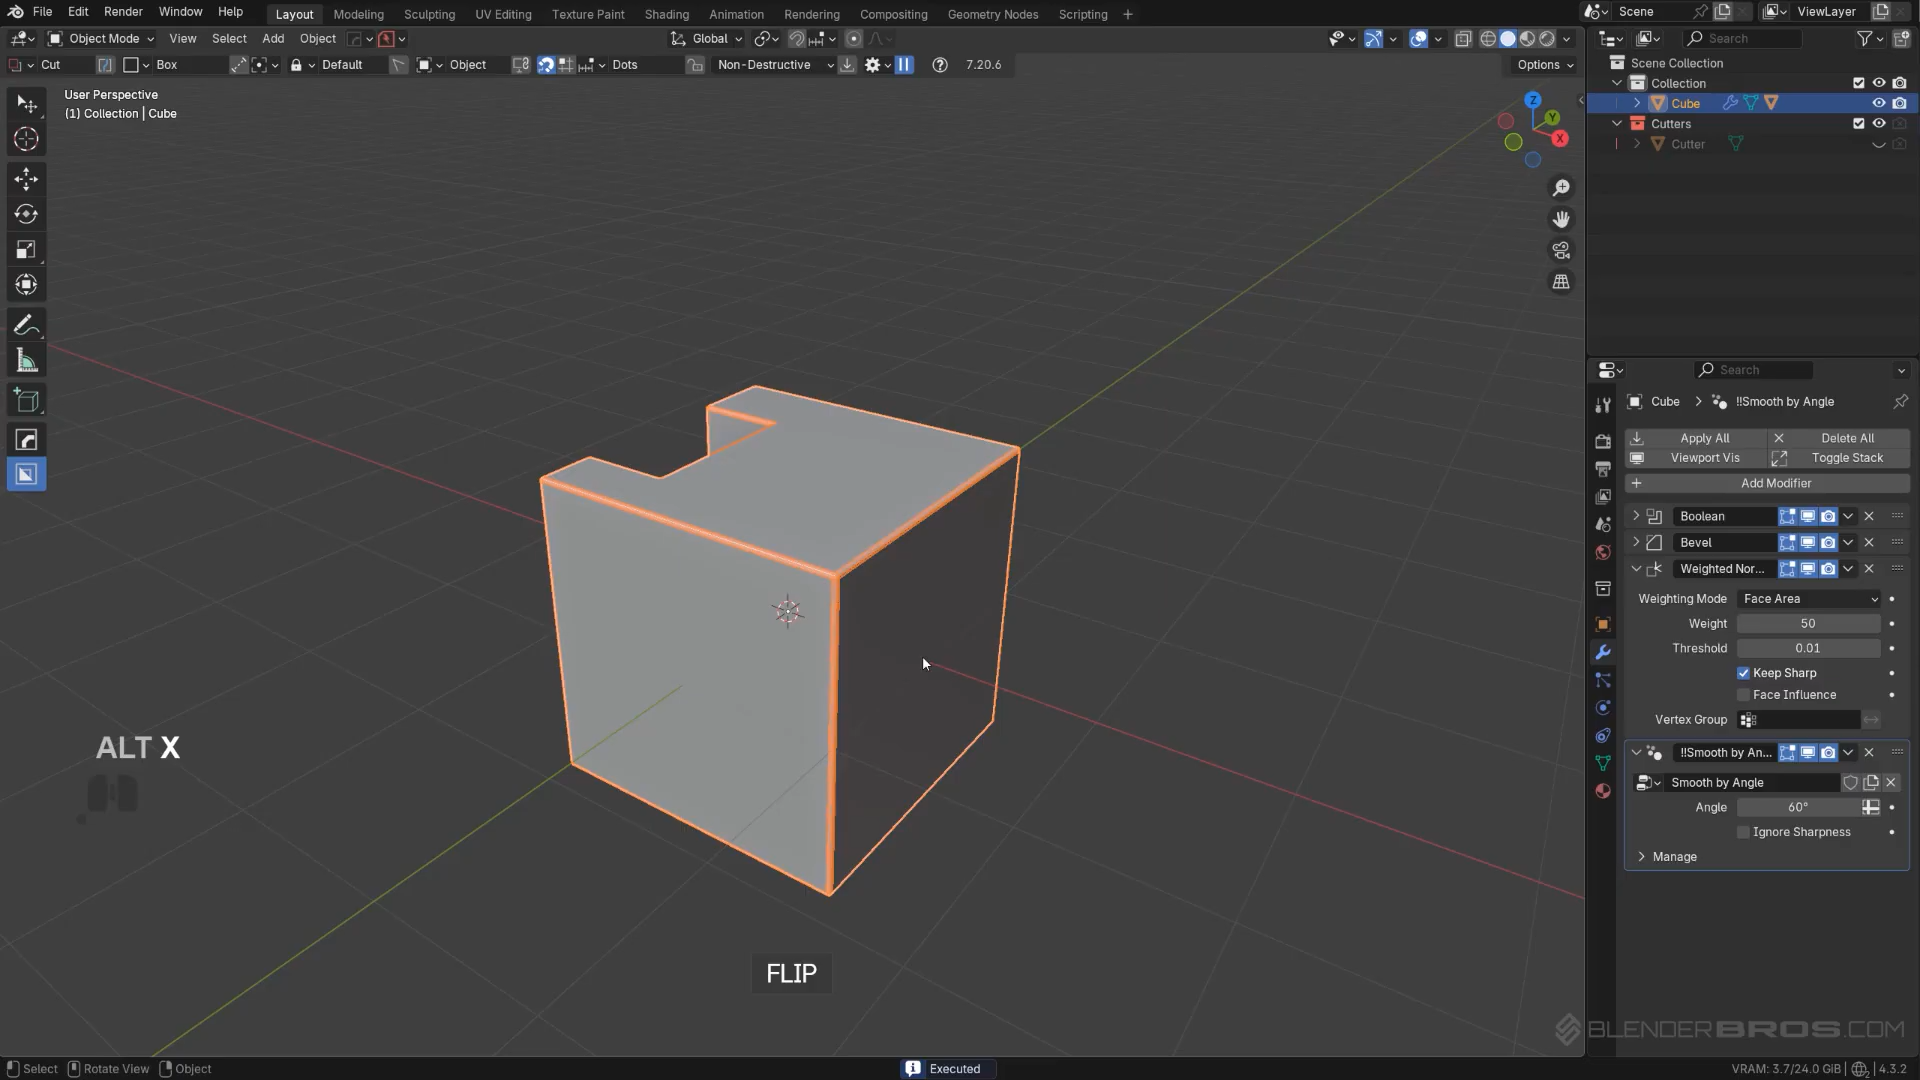 File Edit Render Window Help Layout Modeling Sculpting UV Editing Texture Paint Shading Animation Rendering Compositing Geometry Nodes Scripting + Scene ViewLayer
Object Mode View Select Add Object Global Search
Cut Box Default Object Dots Non-Destructive 7.20.6 Options
User Perspective
(1) Collection | Cube
Z
Y
X
Scene Collection
Collection
Cube
Cutters
Cutter
Search
Cube > !!Smooth by Angle
Apply All Delete All
Viewport Vis Toggle Stack
Add Modifier
Boolean
Bevel
Weighted Nor...
Weighting Mode Face Area
Weight 50
Threshold 0.01
Keep Sharp
Face Influence
Vertex Group
!!Smooth by An...
Smooth by Angle
Angle 60°
Ignore Sharpness
Manage
ALT X
FLIP
BLENDERBROS.COM
Select Rotate View Object Executed VRAM: 3.7/24.0 GiB 4.3.2